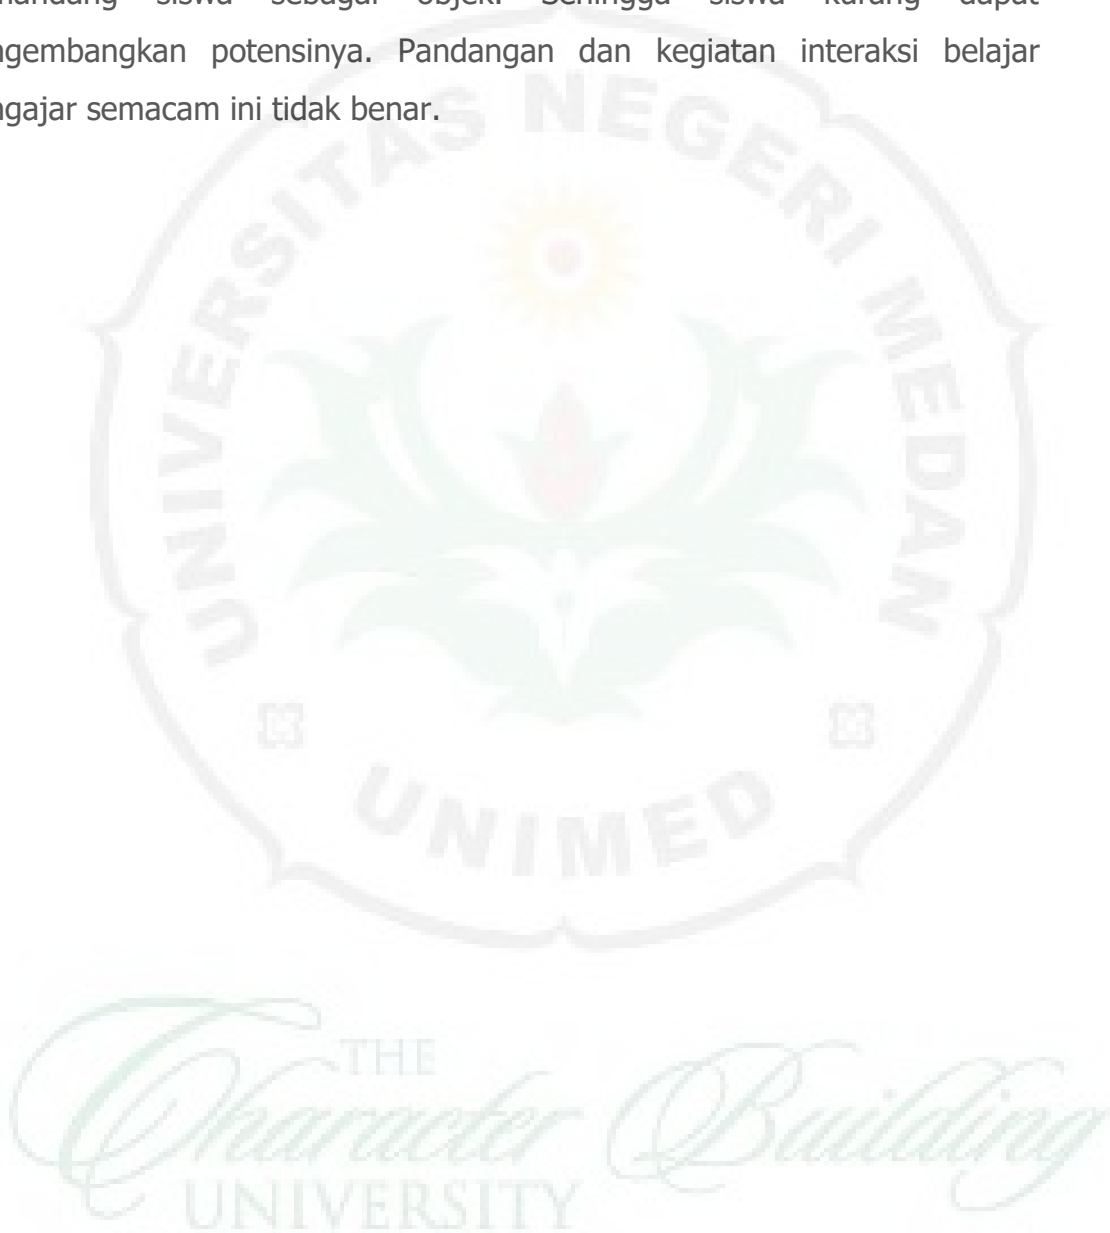 siswa sebagai objek. Sehingga siswa kurang dapat
ngembangkan potensinya. Pandangan dan kegiatan interaksi belajar
ngajar semacam ini tidak benar.
UNIVERSITAS NEGERI MEDAN
UNIMED
THE
Character Building
UNIVERSITY